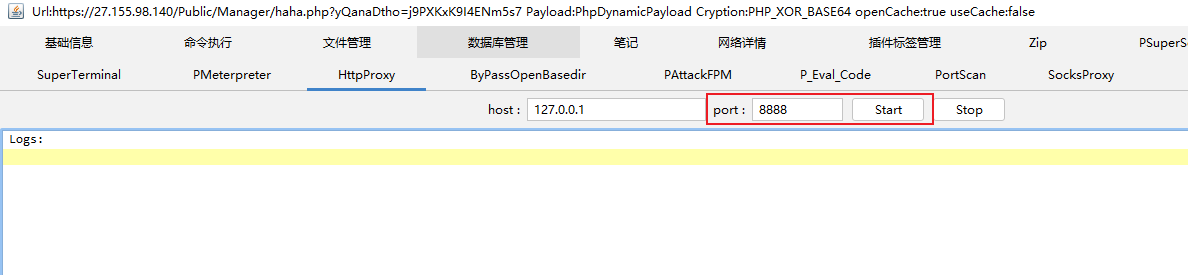 Url:https://27.155.98.140/Public/Manager/haha.php?yQanaDtho=j9PXKxK9I4ENm5s7 Payload:PhpDynamicPayload Cryption:PHP_XOR_BASE64 openCache:true useCache:false
基础信息 命令执行 文件管理 数据库管理 笔记 网络详情 插件标签管理 Zip PSuperS
SuperTerminal PMeterpreter HttpProxy ByPassOpenBasedir PAttackFPM P_Eval_Code PortScan SocksProxy
host : 127.0.0.1 port : 8888 Start Stop
Logs: